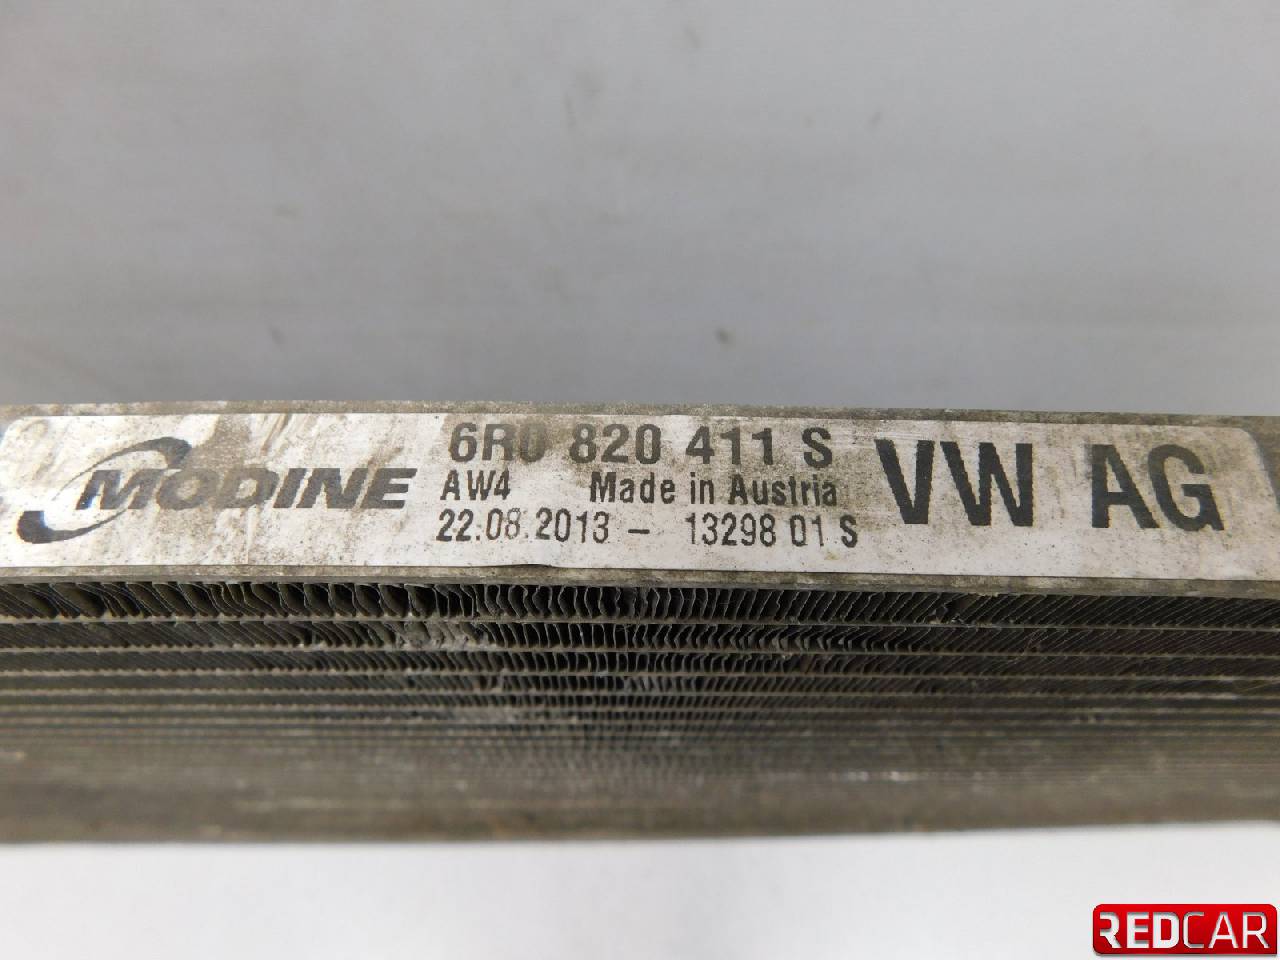 MODINE
6R0 820 411 S
AW4 Made in Austria
22.08.2013 - 13298 01 S
VW AG
REDCAR